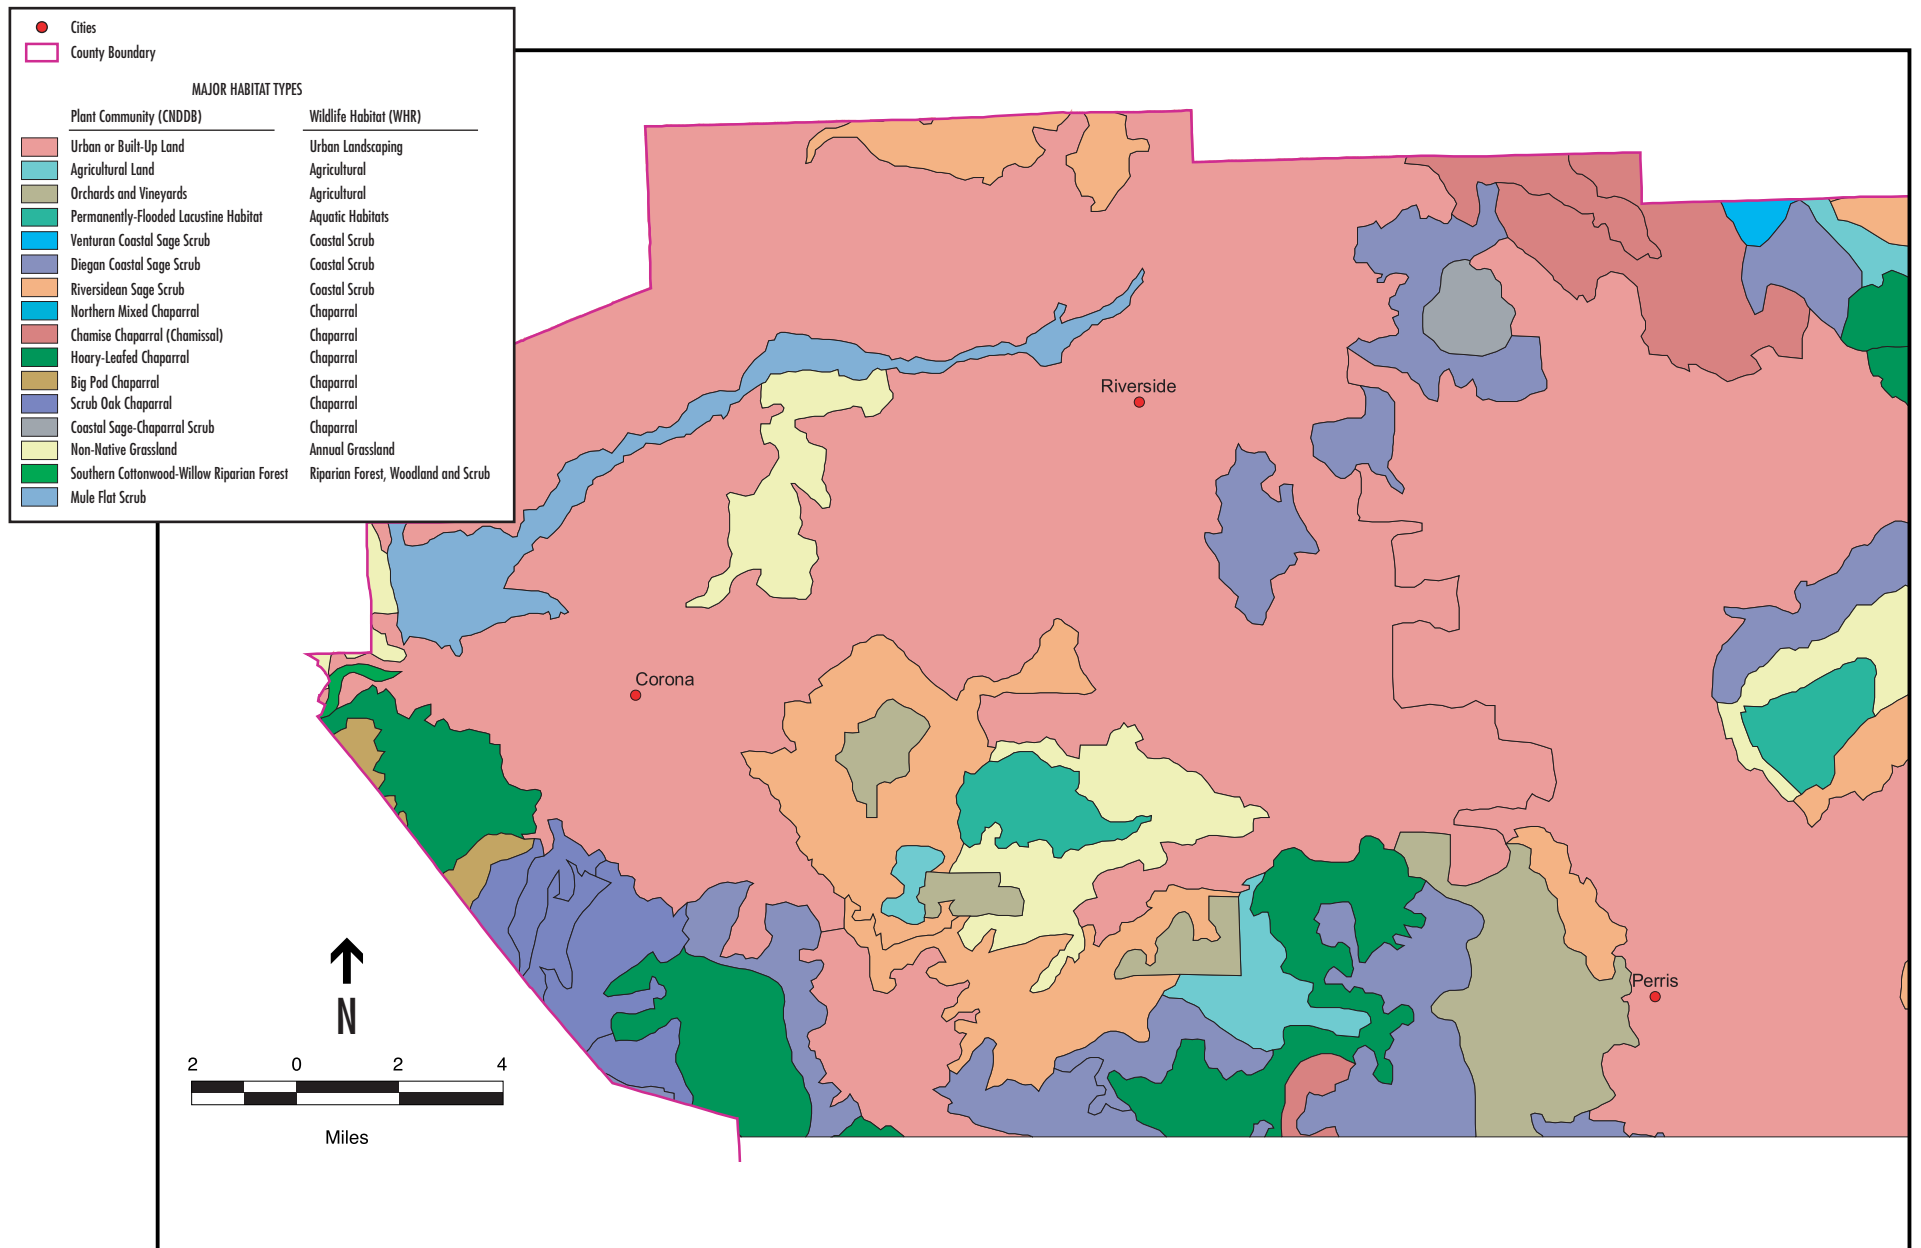 Cities
County Boundary
MAJOR HABITAT TYPES
Plant Community (CNDDB) Wildlife Habitat (WHR)
Urban or Built-Up Land Urban Landscaping
Agricultural Land Agricultural
Orchards and Vineyards Agricultural
Permanently-Flooded Lacustine Habitat Aquatic Habitats
Venturan Coastal Sage Scrub Coastal Scrub
Diegan Coastal Sage Scrub Coastal Scrub
Riversidean Sage Scrub Coastal Scrub
Northern Mixed Chaparral Chaparral
Chamise Chaparral (Chamissal) Chaparral
Hoary-Leafed Chaparral Chaparral
Big Pod Chaparral Chaparral
Scrub Oak Chaparral Chaparral
Coastal Sage-Chaparral Scrub Chaparral
Non-Native Grassland Annual Grassland
Southern Cottonwood-Willow Riparian Forest Riparian Forest, Woodland and Scrub
Mule Flat Scrub
Riverside
Corona
Perris
N
2 0 2 4
Miles